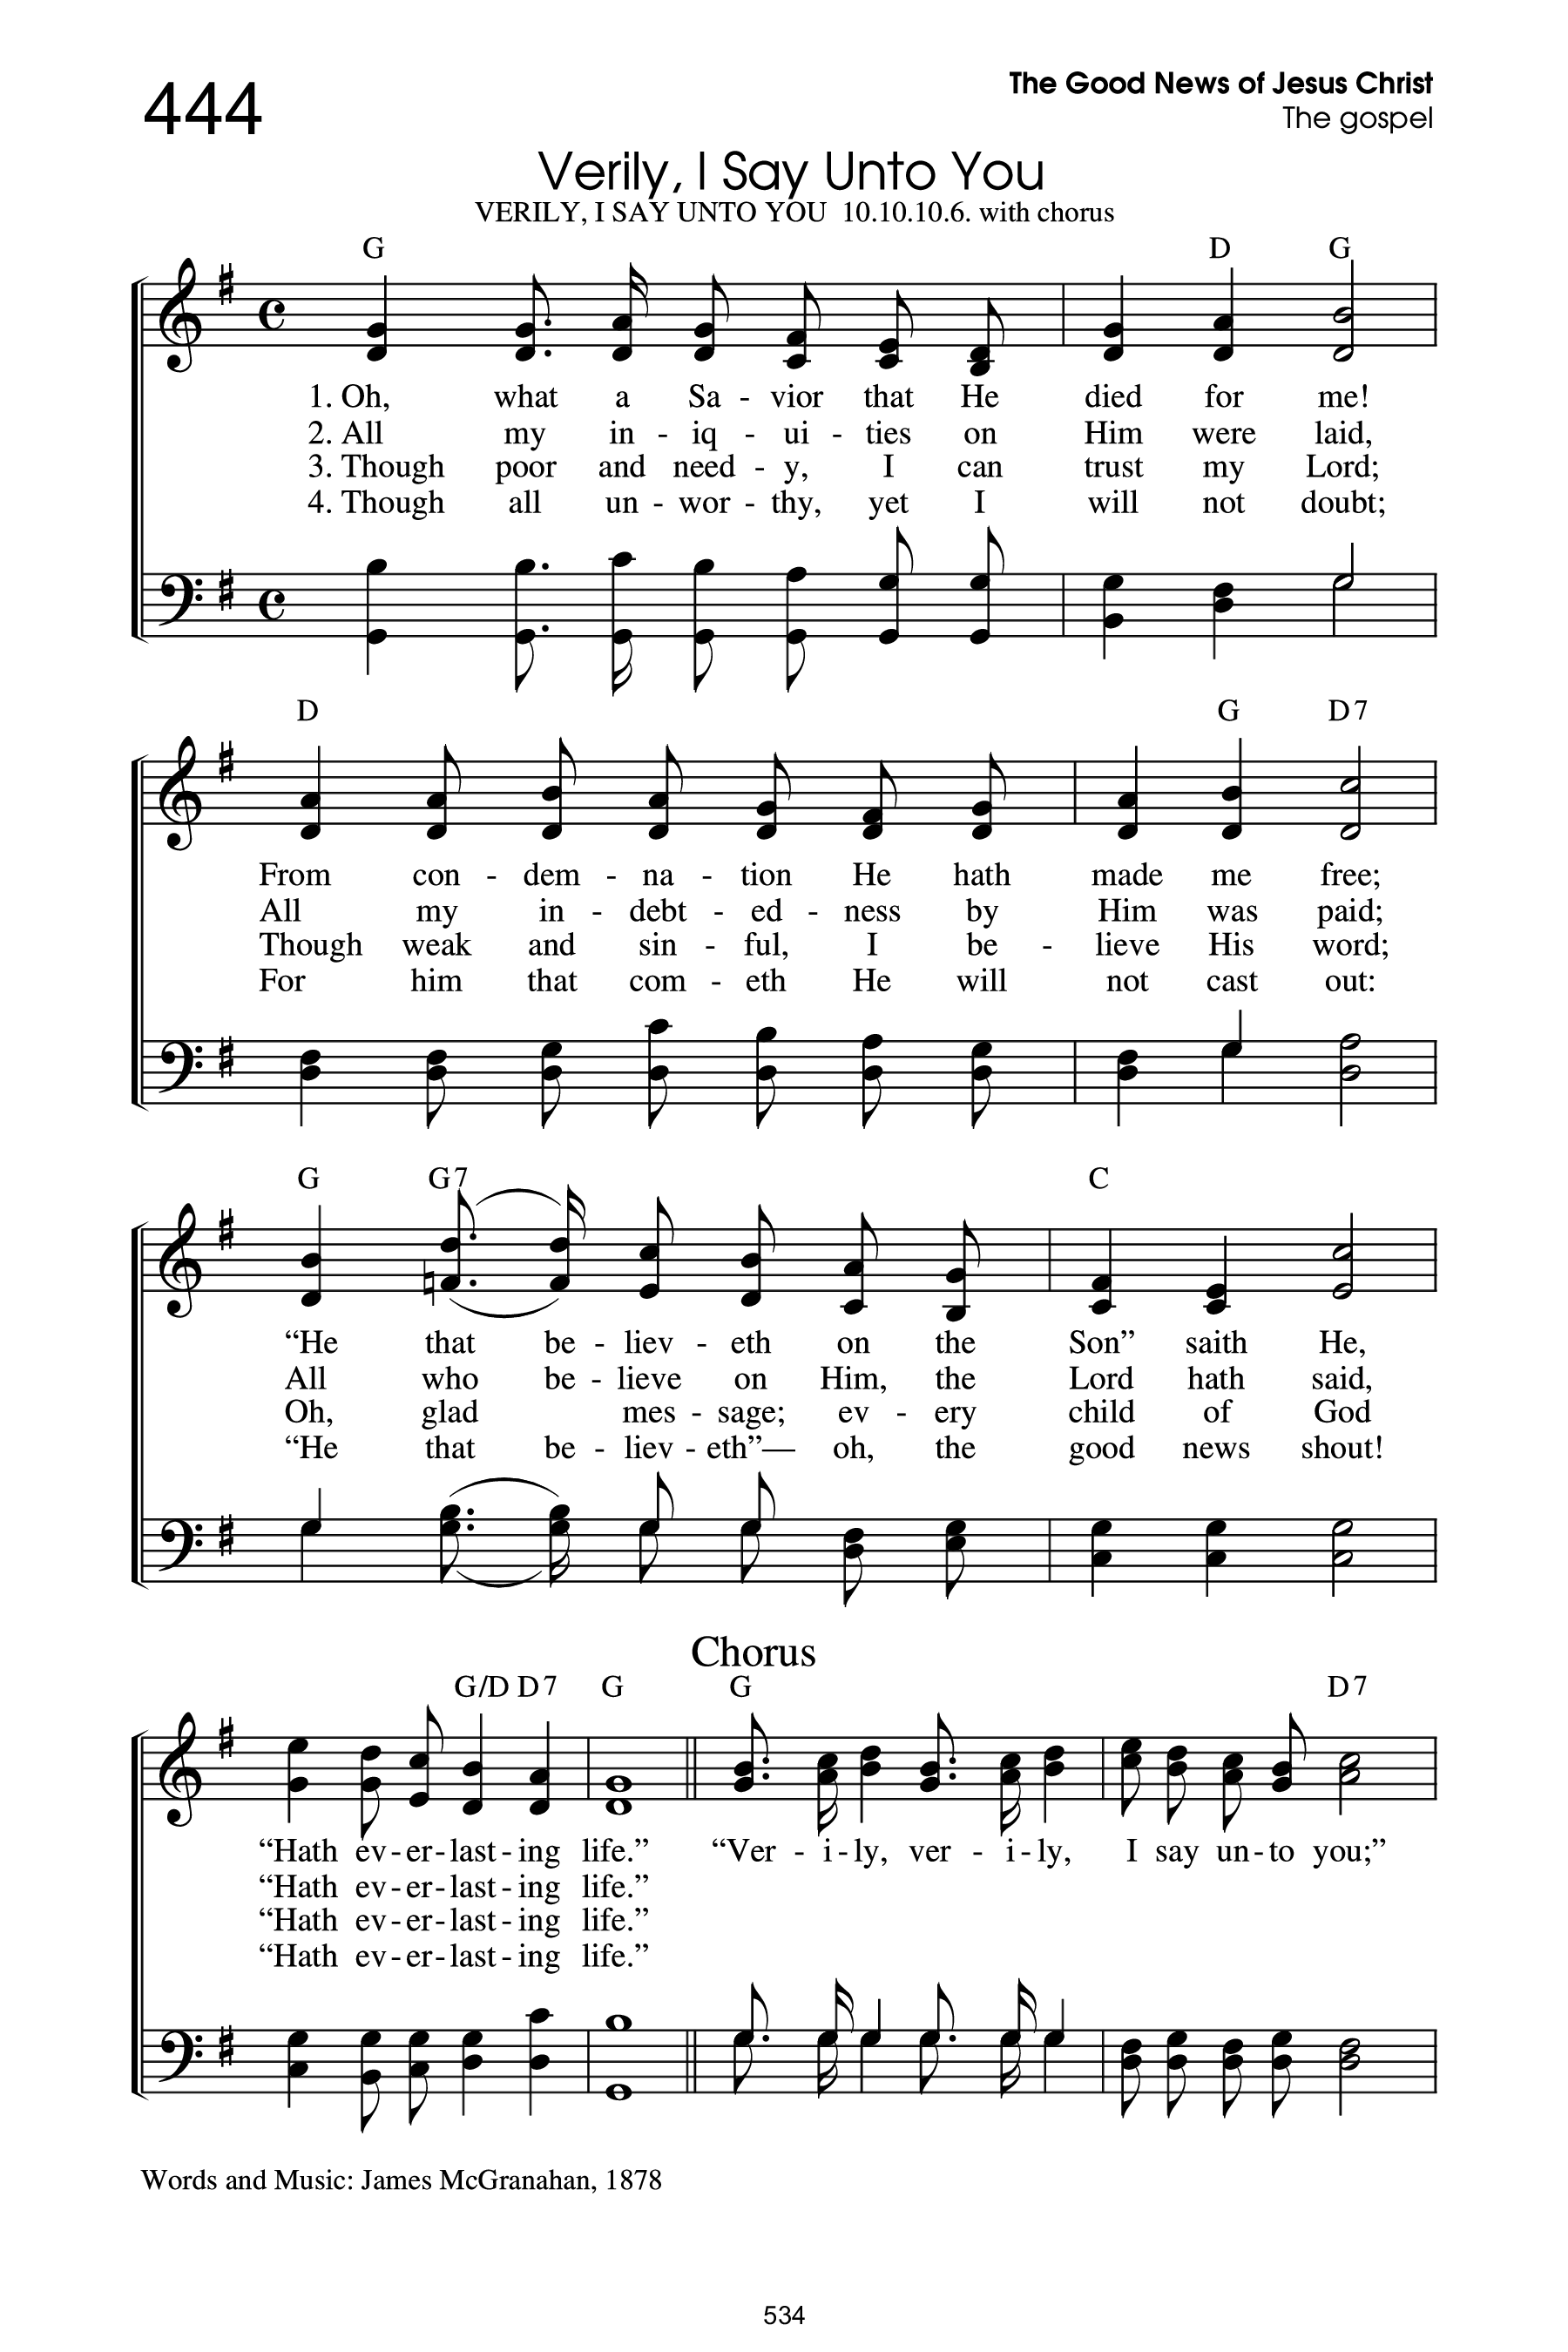 444
The Good News of Jesus Christ
The gospel
Verily, I Say Unto You
VERILY, I SAY UNTO YOU 10.10.10.6. with chorus
G D G
1. Oh, what a Sa - vior that He died for me!
2. All my in - iq - ui - ties on Him were laid,
3. Though poor and need - y, I can trust my Lord;
4. Though all un - wor - thy, yet I will not doubt;
D G D7
From con - dem - na - tion He hath made me free;
All my in - debt - ed - ness by Him was paid;
Though weak and sin - ful, I be - lieve His word;
For him that com - eth He will not cast out:
G G7 C
“He that be - liev - eth on the Son” saith He,
All who be - lieve on Him, the Lord hath said,
Oh, glad mes - sage; ev - ery child of God
“He that be - liev - eth”— oh, the good news shout!
Chorus
G/D D7 G G D7
“Hath ev - er - last - ing life.” “Ver - i - ly, ver - i - ly, I say un - to you;”
“Hath ev - er - last - ing life.”
“Hath ev - er - last - ing life.”
“Hath ev - er - last - ing life.”
Words and Music: James McGranahan, 1878
534